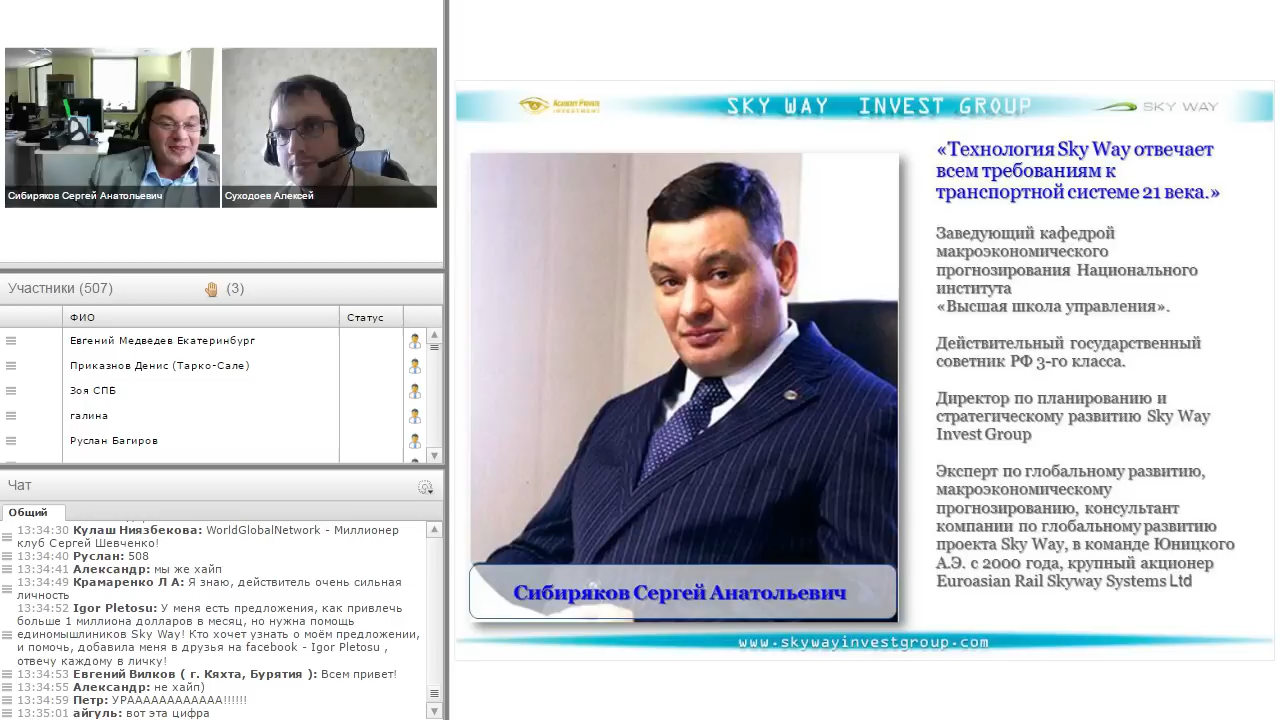 Сибиряков Сергей Анатольевич
Суходоев Алексей
Участники (507)
(3)
ФИО
Статус
Евгений Медведев Екатеринбург
Приказнов Денис (Тарко-Сале)
Зоя СПБ
галина
Руслан Багиров
Чат
Общий
13:34:30 Кулаш Ниязбекова: WorldGlobalNetwork - Миллионер
клуб Сергей Шевченко!
13:34:40 Руслан: 508
13:34:41 Александр: мы же хайп
13:34:49 Крамаренко Л А: Я знаю, действитель очень сильная
личность
13:34:52 Igor Pletosu: У меня есть предложения, как привлечь
больше 1 миллиона долларов в месяц, но нужна помощь
единомышлиников Sky Way! Кто хочет узнать о моём предложении,
и помочь, добавила меня в друзья на facebook - Igor Pletosu ,
отвечу каждому в личку!
13:34:53 Евгений Вилков ( г. Кяхта, Бурятия ): Всем привет!
13:34:55 Александр: не хайп)
13:34:59 Петр: УРАААААААААААА!!!!!!
13:35:01 айгуль: вот эта цифра
ACADEMY PRIVATE
INVESTMENT
SKY WAY INVEST GROUP
SKY WAY
«Технология Sky Way отвечает
всем требованиям к
транспортной системе 21 века.»
Заведующий кафедрой
макроэкономического
прогнозирования Национального
института
«Высшая школа управления».
Действительный государственный
советник РФ 3-го класса.
Директор по планированию и
стратегическому развитию Sky Way
Invest Group
Эксперт по глобальному развитию,
макроэкономическому
прогнозированию, консультант
компании по глобальному развитию
проекта Sky Way, в команде Юницкого
А.Э. с 2000 года, крупный акционер
Euroasian Rail Skyway Systems Ltd
Сибиряков Сергей Анатольевич
www.skywayinvestgroup.com